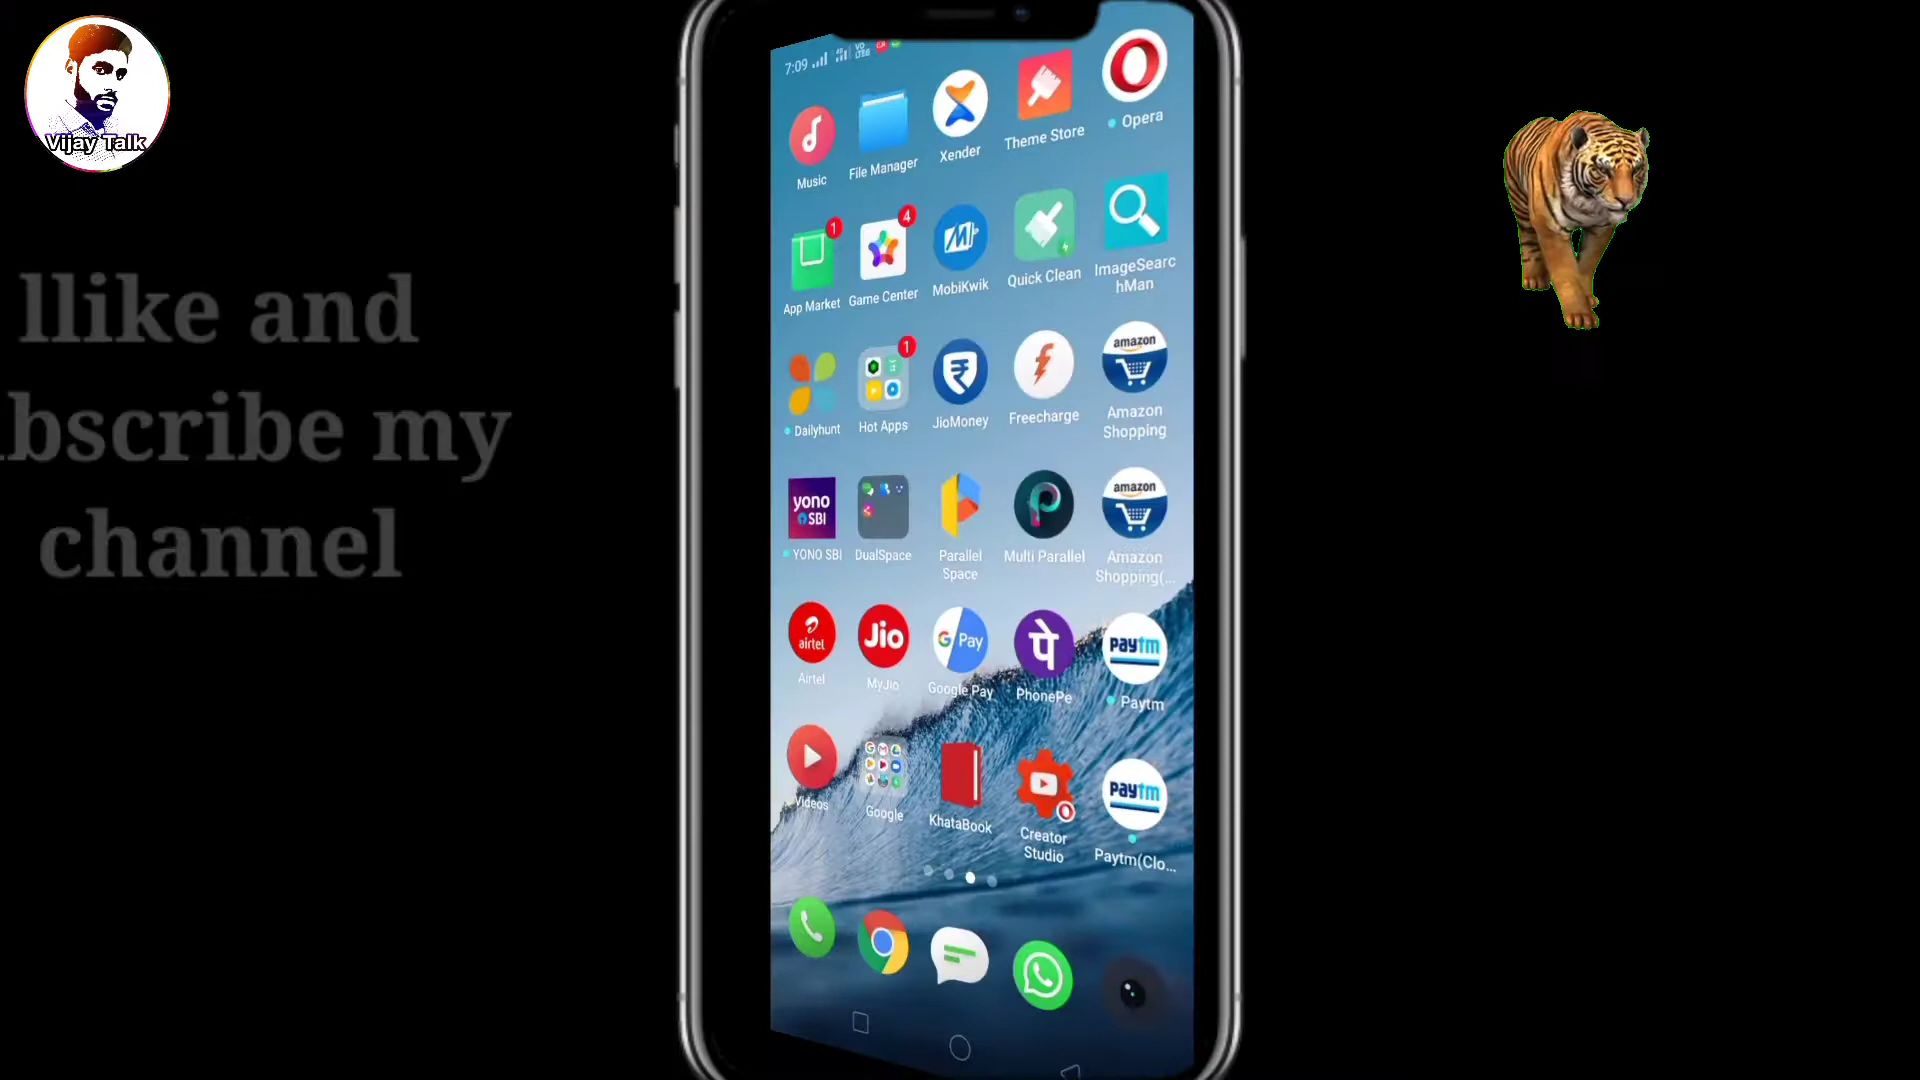 Vijay Talk
llike and
bscribe my
channel
7:09
Music
File Manager
Xender
Theme Store
Opera
1
4
App Market
Game Center
MobiKwik
Quick Clean
ImageSearc
hMan
1
amazon
Dailyhunt
Hot Apps
JioMoney
Freecharge
Amazon
Shopping
yono
SBI
amazon
YONO SBI
DualSpace
Parallel
Space
Multi Parallel
Amazon
Shopping(...
airtel
Jio
G Pay
पे
paytm
Airtel
MyJio
Google Pay
PhonePe
Paytm
paytm
Videos
Google
KhataBook
Creator
Studio
Paytm(Clo...